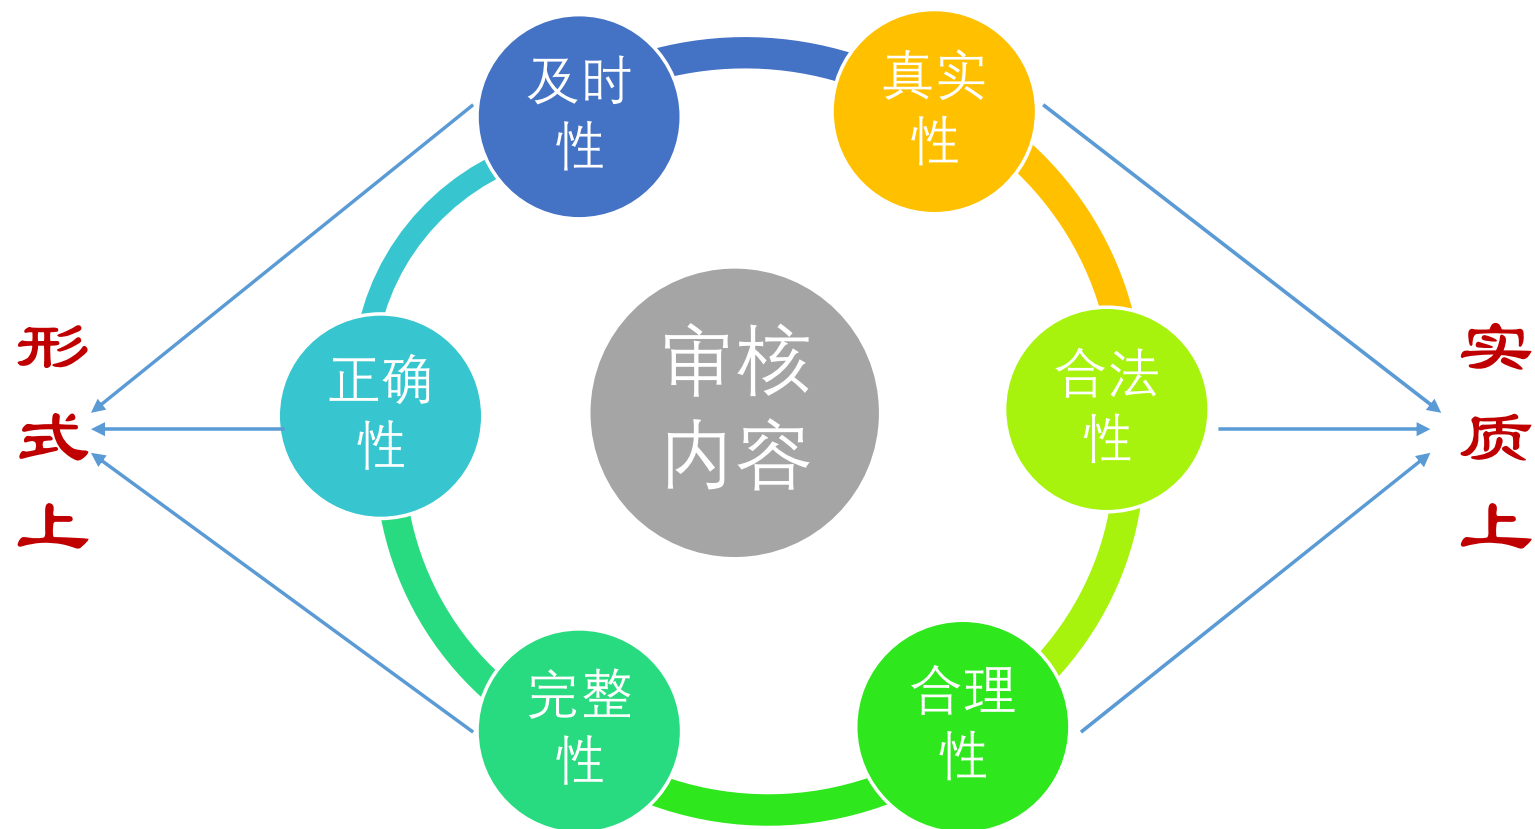 及时
性
真实
性
形
式
上
正确
性
审核
内容
合法
性
实
质
上
完整
性
合理
性